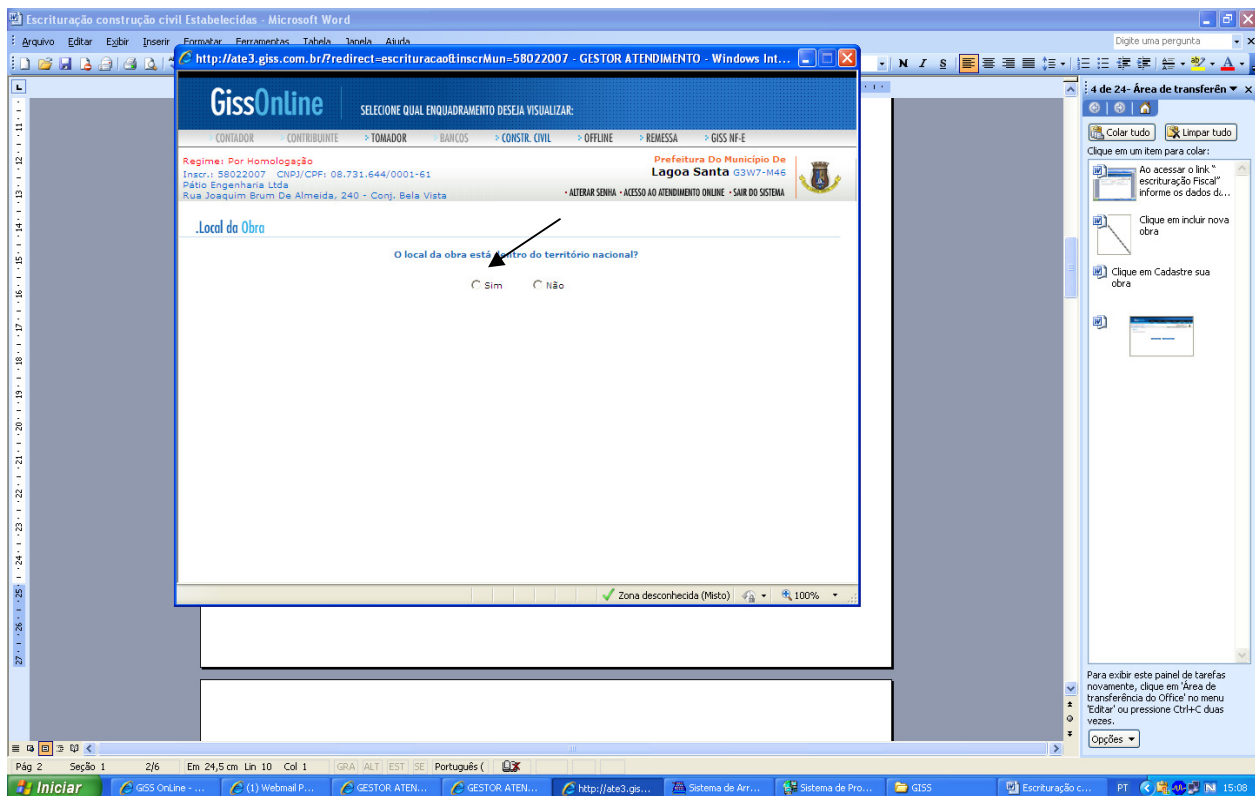 Escrituração construção civil Estabelecidas - Microsoft Word
Arquivo Editar Exibir Inserir Formatar Ferramentas Tabela Janela Ajuda
Digite uma pergunta
N I S
http://ate3.giss.com.br/?redirect=escrituracao&inscrMun=58022007 - GESTOR ATENDIMENTO - Windows Int...
GissOnline
SELECIONE QUAL ENQUADRAMENTO DESEJA VISUALIZAR:
> CONTADOR > CONTRIBUINTE > TOMADOR > BANCOS > CONSTR. CIVIL > OFFLINE > REMESSA > GISS NF-E
Regime: Por Homologação
Inscr.: 58022007 CNPJ/CPF: 08.731.644/0001-61
Pátio Engenharia Ltda
Rua Joaquim Brum De Almeida, 240 - Conj. Bela Vista
Prefeitura Do Município De
Lagoa Santa G3W7-M46
• ALTERAR SENHA • ACESSO AO ATENDIMENTO ONLINE • SAIR DO SISTEMA
.Local da Obra
O local da obra está dentro do território nacional?
Sim Não
Zona desconhecida (Misto) 100%
4 de 24- Área de transferên
Colar tudo Limpar tudo
Clique em um item para colar:
Ao acessar o link "
escrituração Fiscal"
informe os dados d...
Clique em incluir nova
obra
Clique em Cadastre sua
obra
Para exibir este painel de tarefas
novamente, clique em 'Área de
transferência do Office' no menu
'Editar' ou pressione Ctrl+C duas
vezes.
Opções
Pág 2 Seção 1 2/6 Em 24,5 cm Lin 10 Col 1 GRA ALT EST SE Português (
Iniciar GISS OnLine - ... (1) Webmail P... GESTOR ATEN... GESTOR ATEN... http://ate3.gis... Sistema de Arr... Sistema de Pro... GISS Escrituração c... PT 15:08